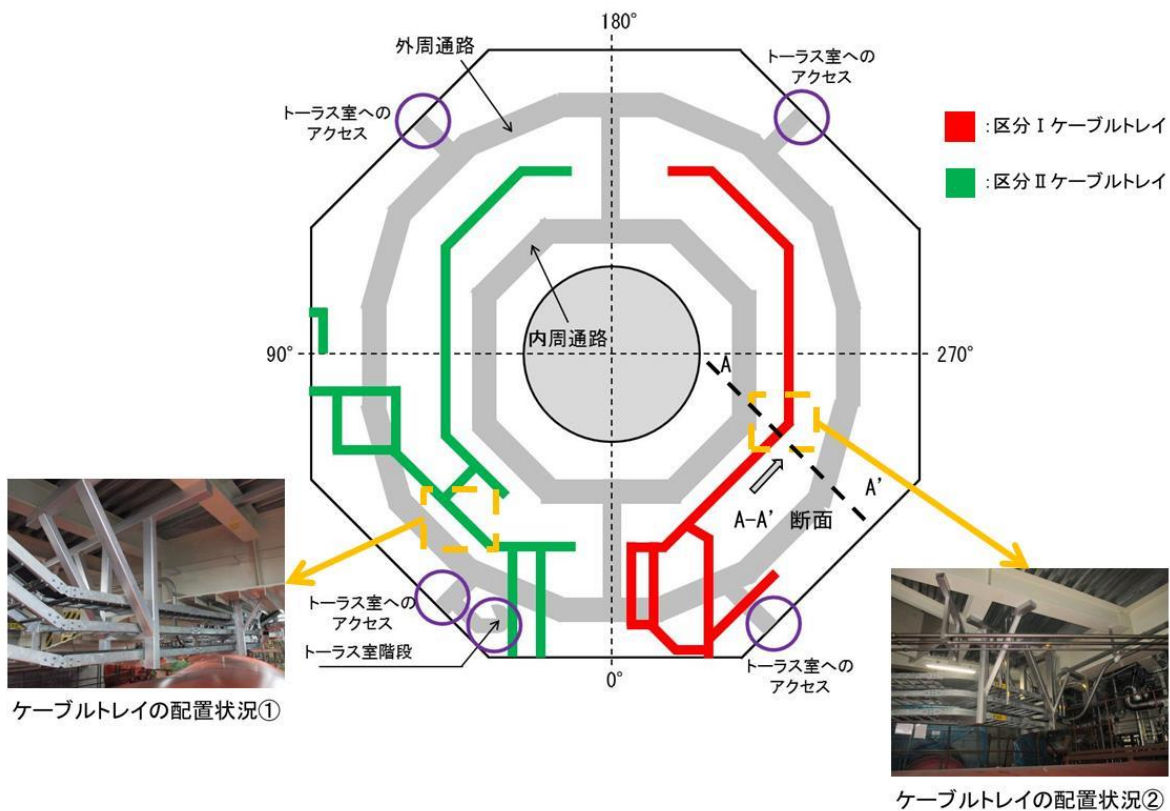 180°
外周通路
トーラス室への
アクセス
トーラス室への
アクセス
:区分Ⅰケーブルトレイ
:区分Ⅱケーブルトレイ
内周通路
90°
270°
A
A'
A-A' 断面
トーラス室への
アクセス
トーラス室階段
トーラス室への
アクセス
0°
ケーブルトレイの配置状況①
ケーブルトレイの配置状況②